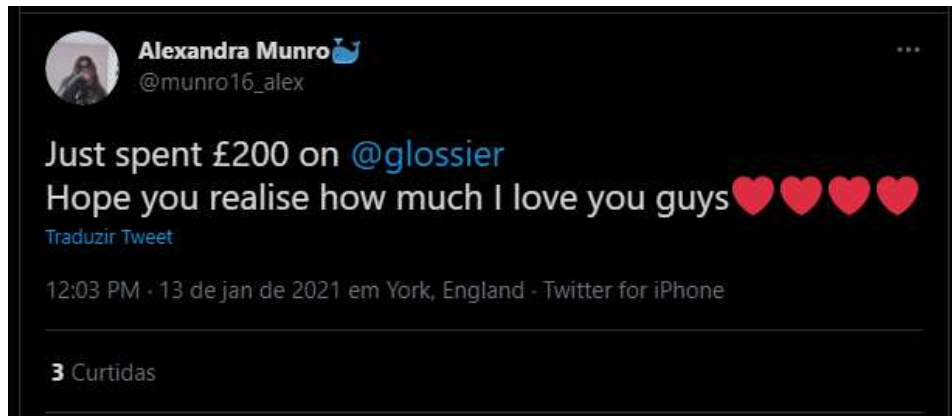 Alexandra Munro🐳
@munro16_alex
Just spent £200 on @glossier
Hope you realise how much I love you guys❤❤❤❤
Traduzir Tweet
12:03 PM · 13 de jan de 2021 em York, England · Twitter for iPhone
3 Curtidas